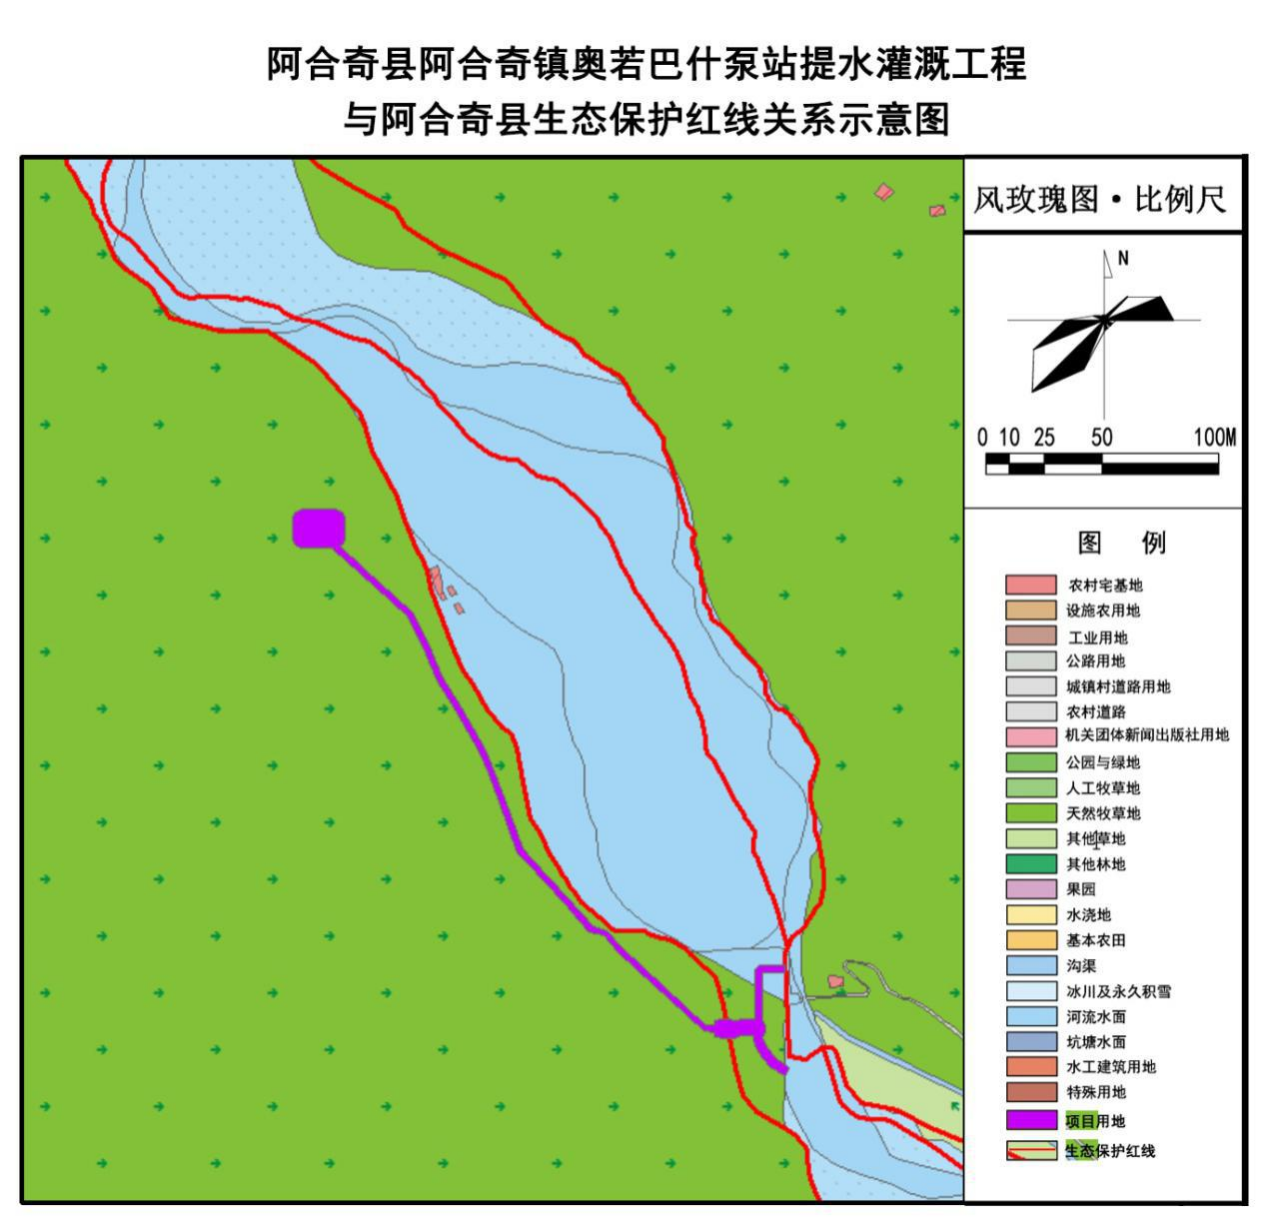 阿合奇县阿合奇镇奥若巴什泵站提水灌溉工程
与阿合奇县生态保护红线关系示意图
风玫瑰图·比例尺
N
0 10 25 50 100M
图 例
农村宅基地
设施农用地
工业用地
公路用地
城镇村道路用地
农村道路
机关团体新闻出版社用地
公园与绿地
人工牧草地
天然牧草地
其他草地
其他林地
果园
水浇地
基本农田
沟渠
冰川及永久积雪
河流水面
坑塘水面
水工建筑用地
特殊用地
项目用地
生态保护红线